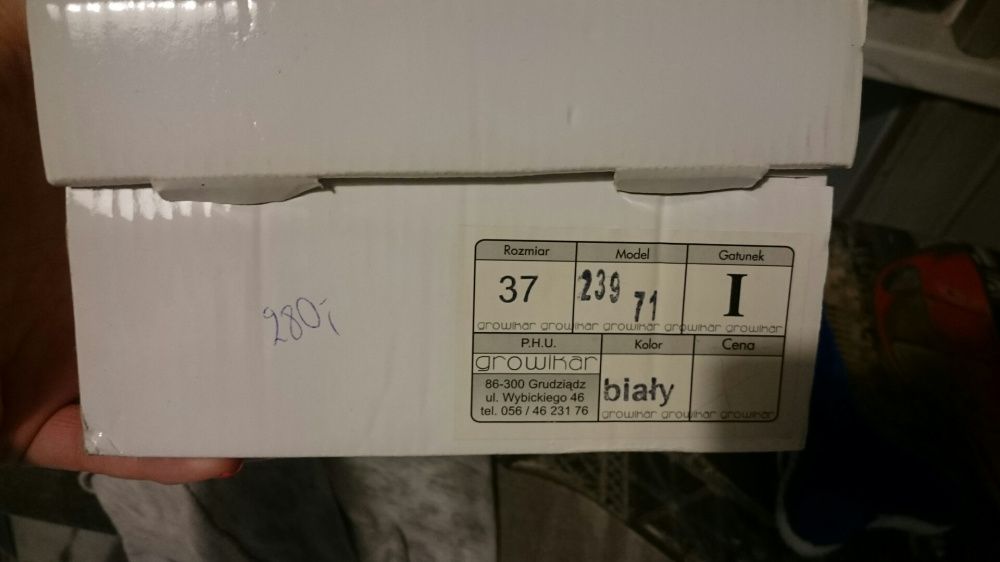 280,-
Rozmiar Model Gatunek
37 239 71 I
growikar growikar growikar growikar growikar
P.H.U. Kolor Cena
growikar
86-300 Grudziądz
ul. Wybickiego 46
tel. 056 / 46 231 76
biały
growikar growikar growikar